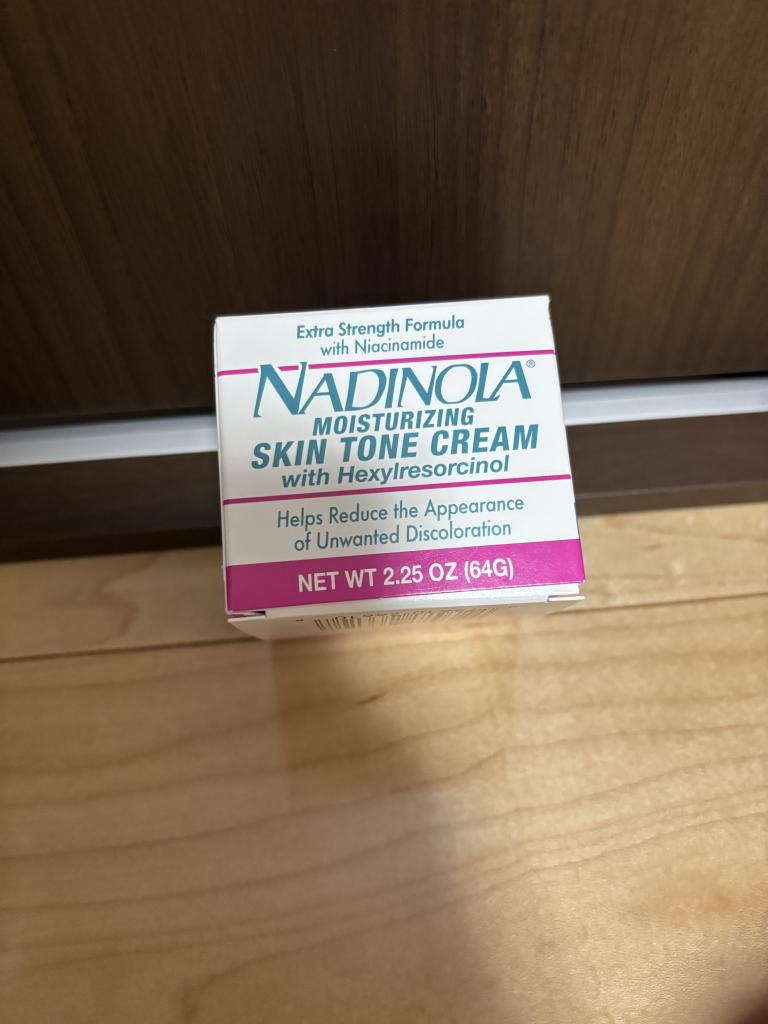 Extra Strength Formula
with Niacinamide
NADINOLA®
MOISTURIZING
SKIN TONE CREAM
with Hexylresorcinol
Helps Reduce the Appearance
of Unwanted Discoloration
NET WT 2.25 OZ (64G)